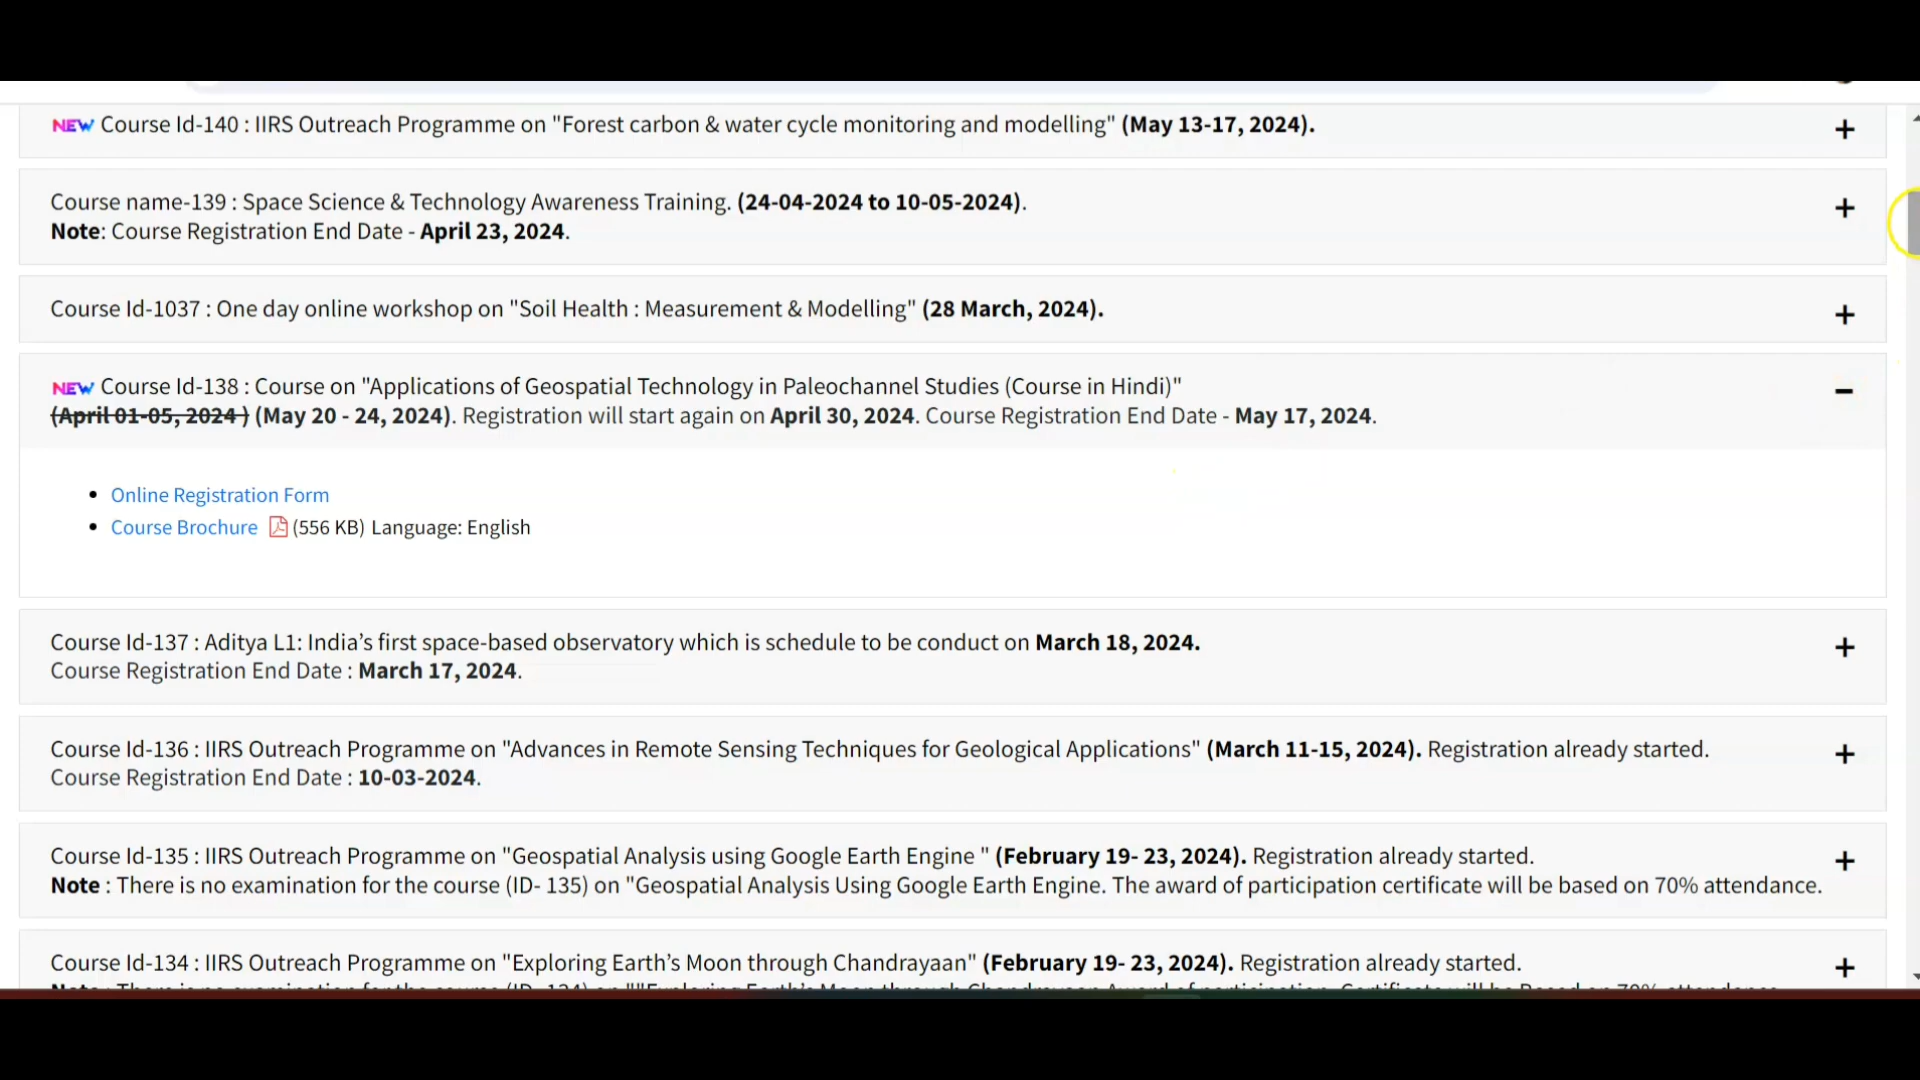 NEW Course Id-140 : IIRS Outreach Programme on "Forest carbon & water cycle monitoring and modelling" (May 13-17, 2024).
+
Course name-139 : Space Science & Technology Awareness Training. (24-04-2024 to 10-05-2024).
+
Note: Course Registration End Date - April 23, 2024.
Course Id-1037 : One day online workshop on "Soil Health : Measurement & Modelling" (28 March, 2024).
+
NEW Course Id-138 : Course on "Applications of Geospatial Technology in Paleochannel Studies (Course in Hindi)"
−
(April 01-05, 2024 ) (May 20 - 24, 2024). Registration will start again on April 30, 2024. Course Registration End Date - May 17, 2024.
• Online Registration Form
• Course Brochure (556 KB) Language: English
Course Id-137 : Aditya L1: India’s first space-based observatory which is schedule to be conduct on March 18, 2024.
+
Course Registration End Date : March 17, 2024.
Course Id-136 : IIRS Outreach Programme on "Advances in Remote Sensing Techniques for Geological Applications" (March 11-15, 2024). Registration already started.
+
Course Registration End Date : 10-03-2024.
Course Id-135 : IIRS Outreach Programme on "Geospatial Analysis using Google Earth Engine " (February 19- 23, 2024). Registration already started.
+
Note : There is no examination for the course (ID- 135) on "Geospatial Analysis Using Google Earth Engine. The award of participation certificate will be based on 70% attendance.
Course Id-134 : IIRS Outreach Programme on "Exploring Earth’s Moon through Chandrayaan" (February 19- 23, 2024). Registration already started.
+